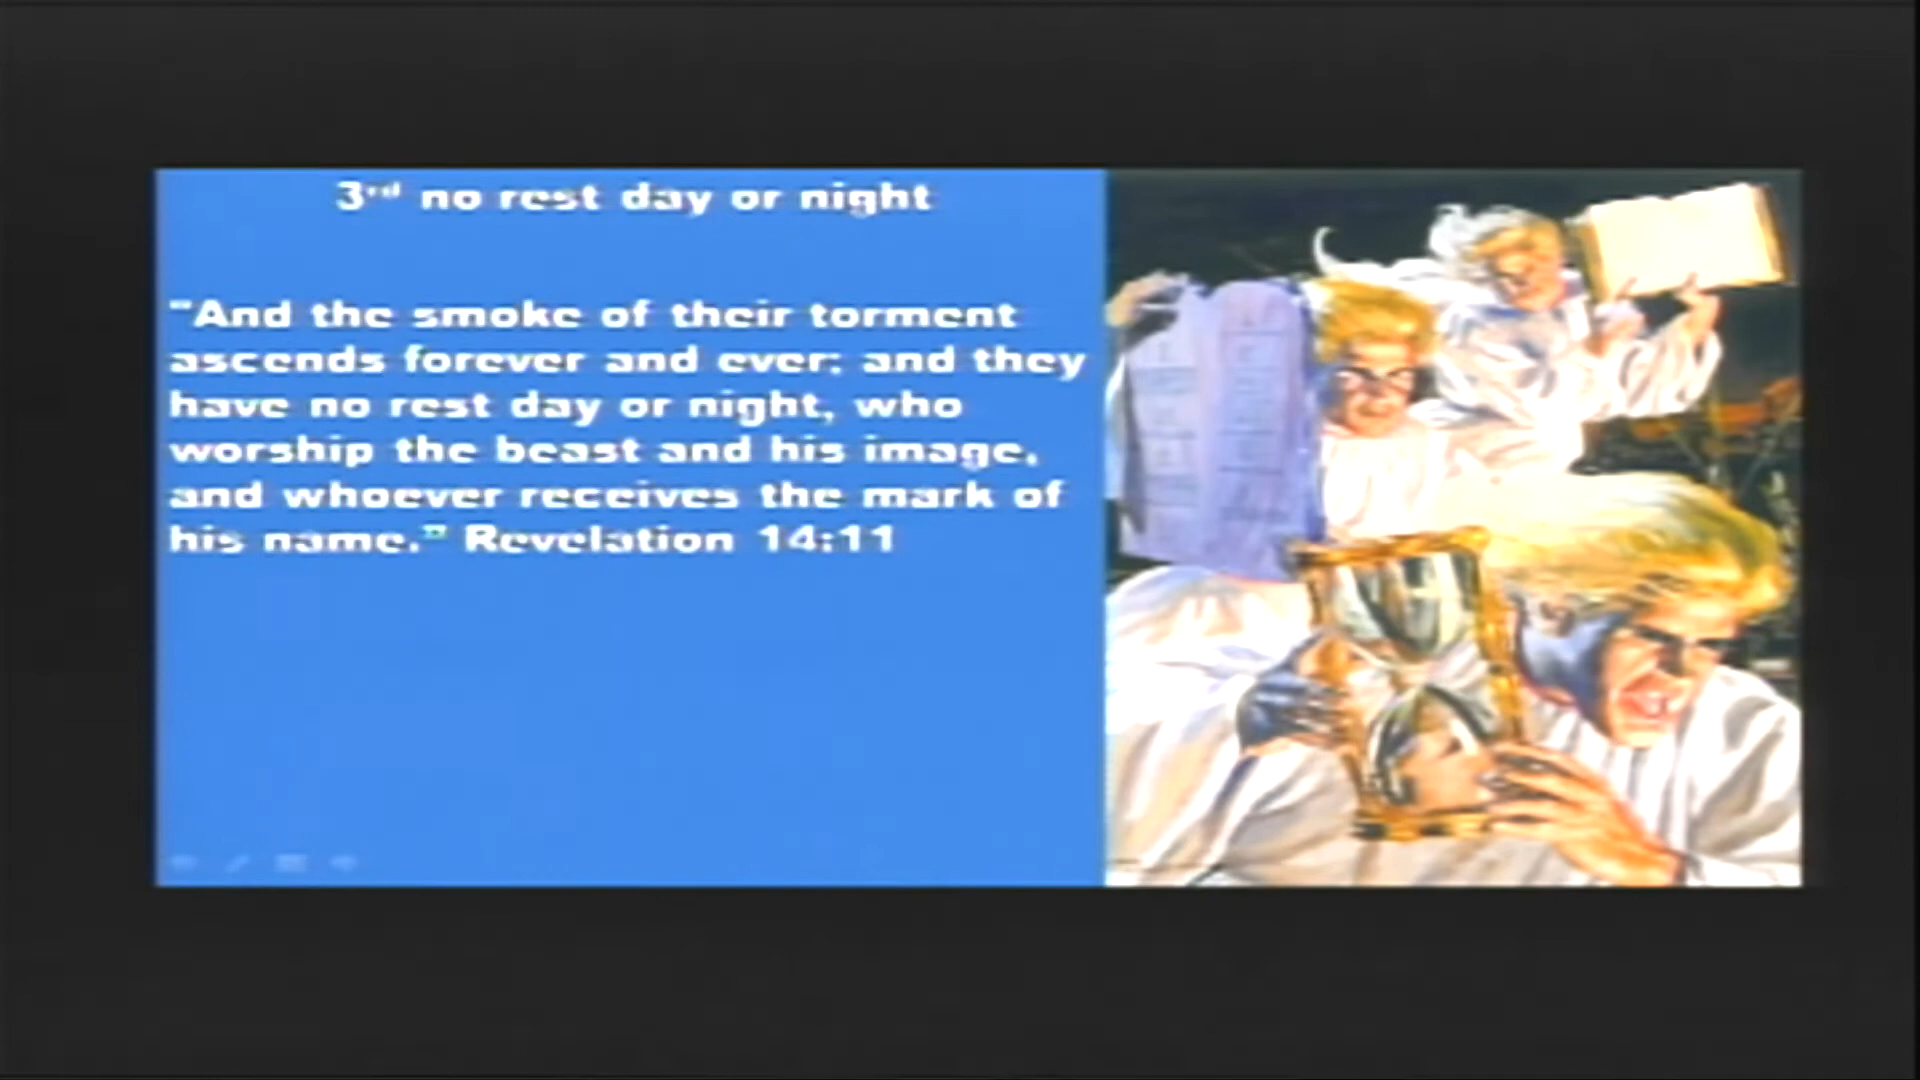 3rd no rest day or night
"And the smoke of their torment
ascends forever and ever; and they
have no rest day or night, who
worship the beast and his image,
and whoever receives the mark of
his name." Revelation 14:11